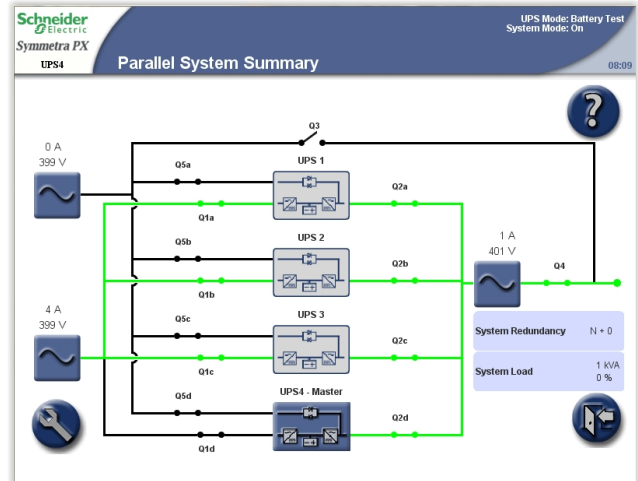 Schneider
Electric
Symmetra PX
UPS4
Parallel System Summary
UPS Mode: Battery Test
System Mode: On
08:09
?
Q3
0 A
399 V
Q5a
UPS 1
Q2a
Q1a
Q5b
UPS 2
Q2b
Q1b
1 A
401 V
Q4
4 A
399 V
Q5c
UPS 3
Q2c
Q1c
System Redundancy N + 0
System Load 1 kVA
0 %
Q5d
UPS4 - Master
Q2d
Q1d